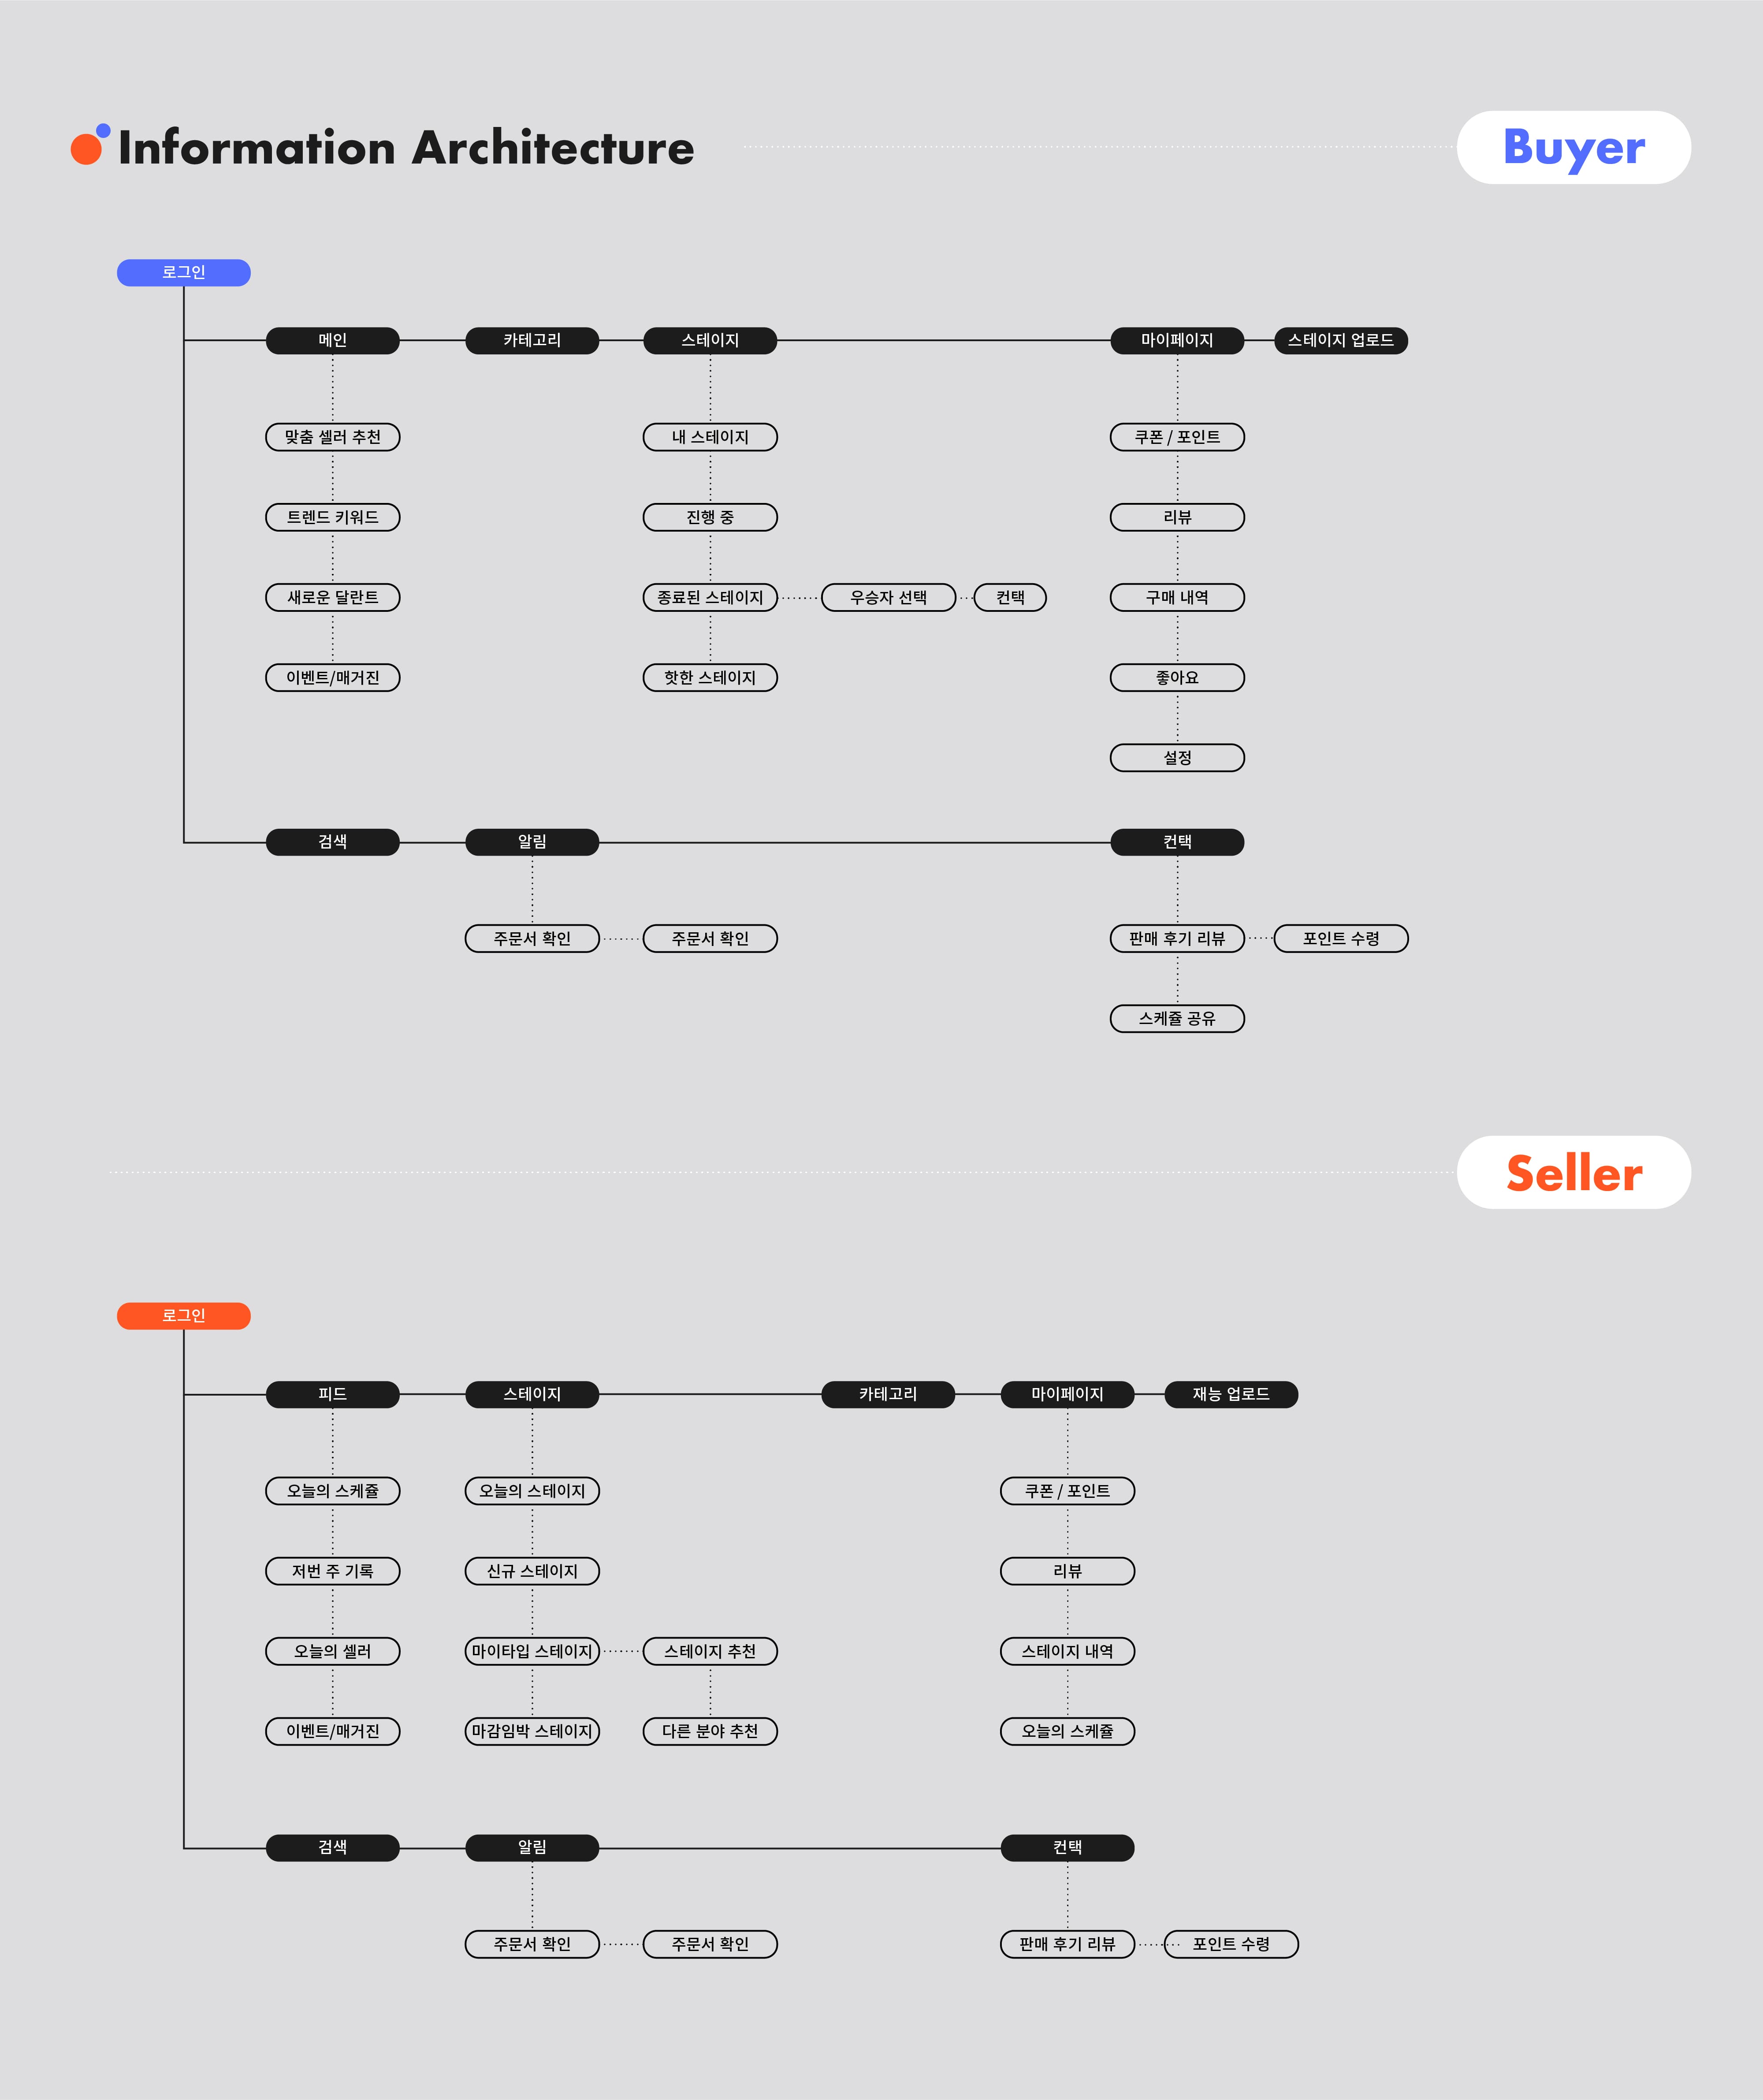 Information Architecture
Buyer
로그인
메인
카테고리
스테이지
마이페이지
스테이지 업로드
맞춤 셀러 추천
내 스테이지
쿠폰 / 포인트
트렌드 키워드
진행 중
리뷰
새로운 달란트
종료된 스테이지
우승자 선택
컨택
구매 내역
이벤트/매거진
핫한 스테이지
좋아요
설정
검색
알림
컨택
주문서 확인
주문서 확인
판매 후기 리뷰
포인트 수령
스케쥴 공유
Seller
로그인
피드
스테이지
카테고리
마이페이지
재능 업로드
오늘의 스케쥴
오늘의 스테이지
쿠폰 / 포인트
저번 주 기록
신규 스테이지
리뷰
오늘의 셀러
마이타입 스테이지
스테이지 추천
스테이지 내역
이벤트/매거진
마감임박 스테이지
다른 분야 추천
오늘의 스케쥴
검색
알림
컨택
주문서 확인
주문서 확인
판매 후기 리뷰
포인트 수령